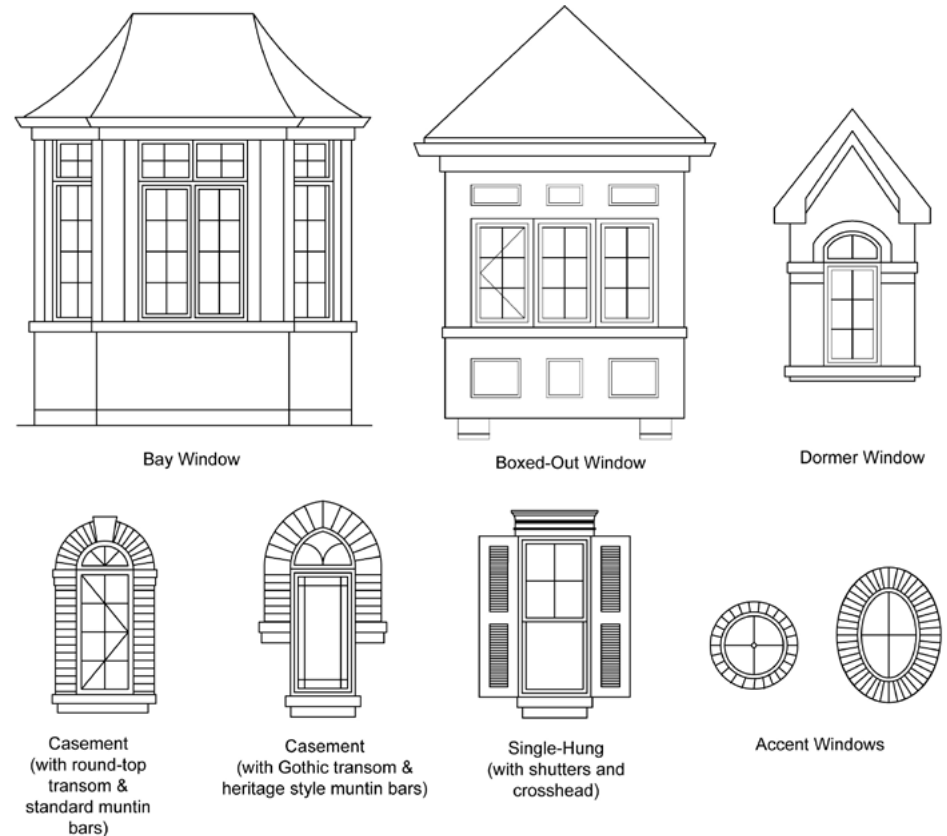 Bay Window
Boxed-Out Window
Dormer Window
Casement
(with round-top
transom &
standard muntin
bars)
Casement
(with Gothic transom &
heritage style muntin bars)
Single-Hung
(with shutters and
crosshead)
Accent Windows